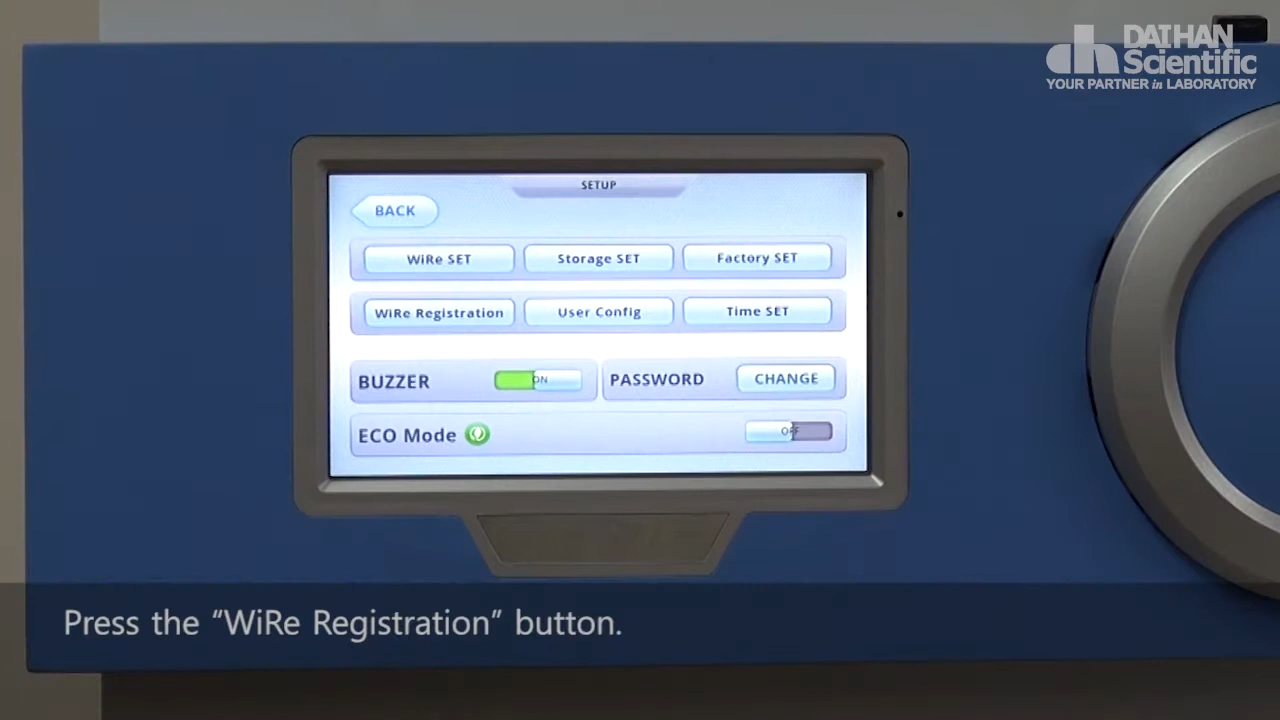 DAIHAN
Scientific
YOUR PARTNER in LABORATORY
SETUP
BACK
WiRe SET
Storage SET
Factory SET
WiRe Registration
User Config
Time SET
BUZZER
ON
PASSWORD
CHANGE
ECO Mode
OFF
Press the “WiRe Registration” button.